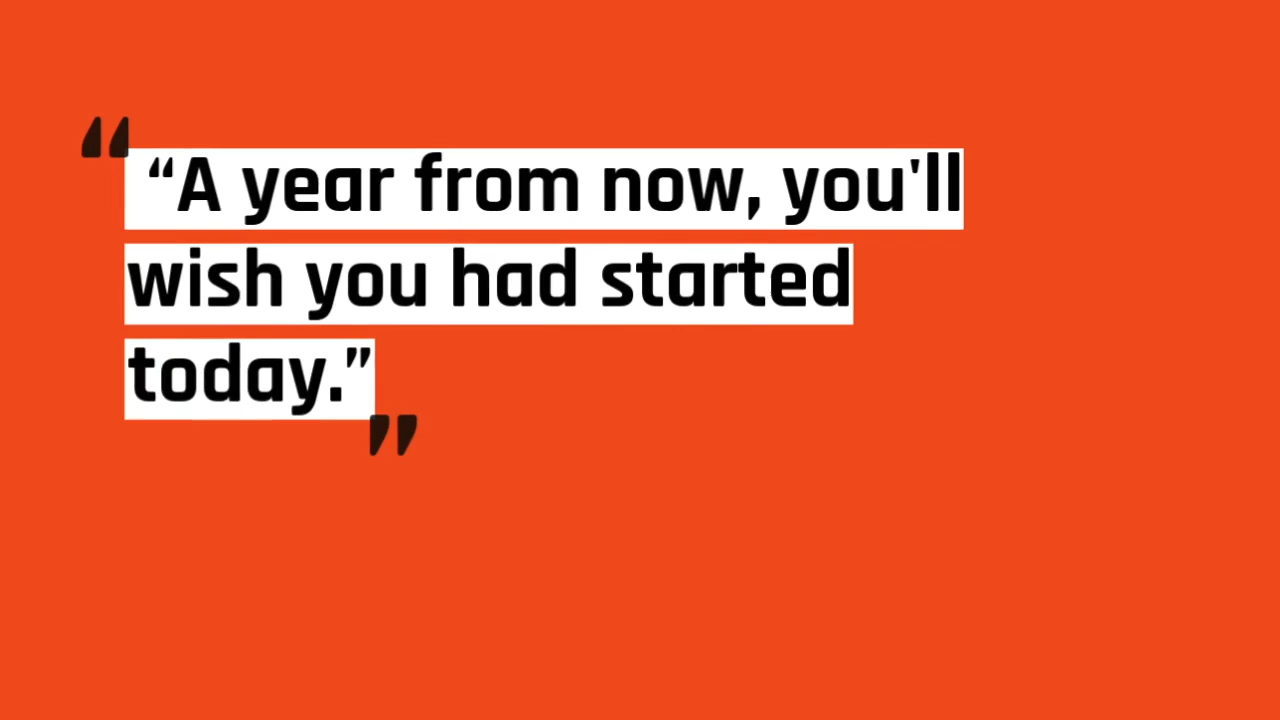 “
“A year from now, you'll
wish you had started
today.”
”